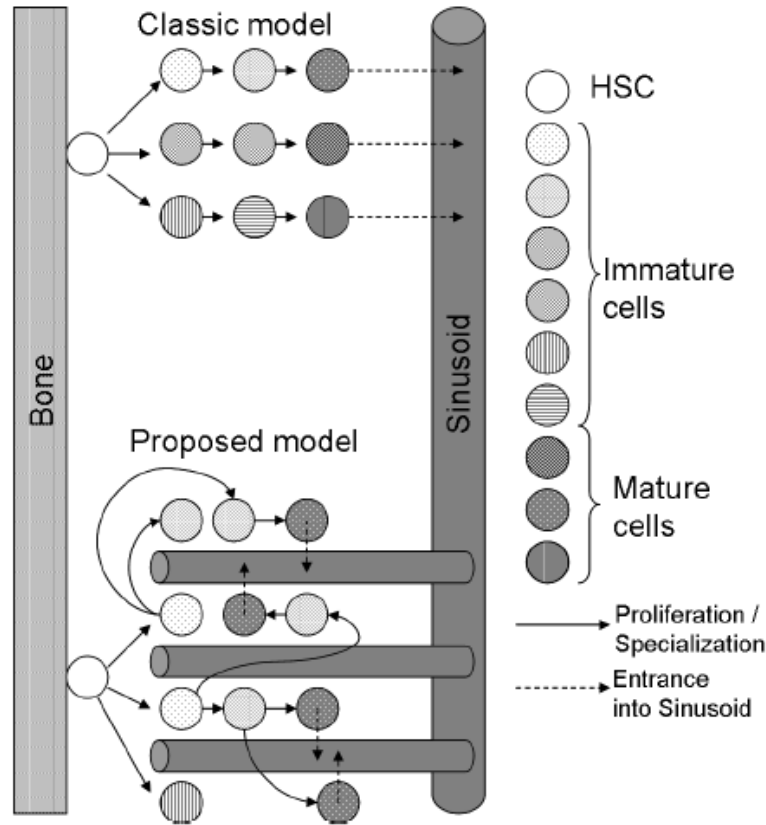 Classic model
HSC
Immature
cells
Bone
Sinusoid
Proposed model
Mature
cells
Proliferation /
Specialization
Entrance
into Sinusoid